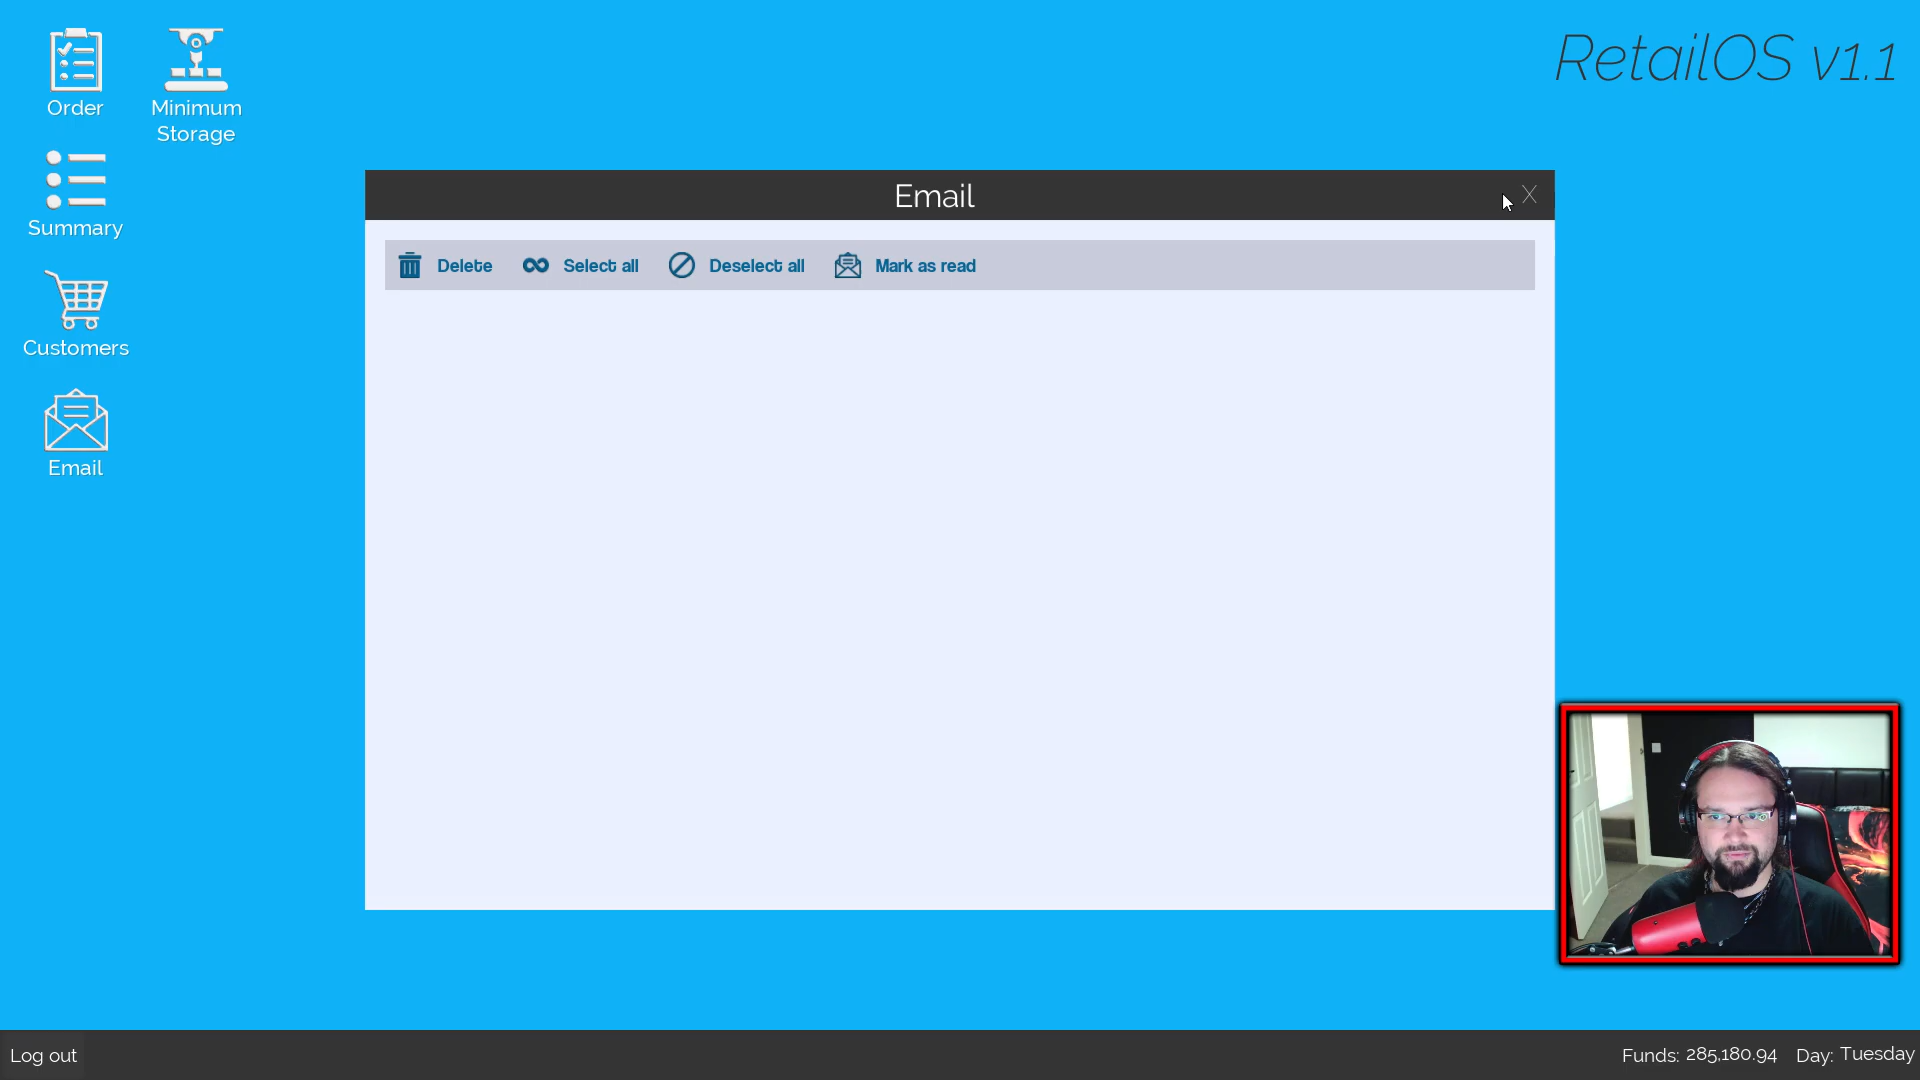 Order
Minimum
Storage
RetailOS v1.1
Summary
Customers
Email
Email
X
Delete
Select all
Deselect all
Mark as read
Log out
Funds: 285,180.94
Day: Tuesday